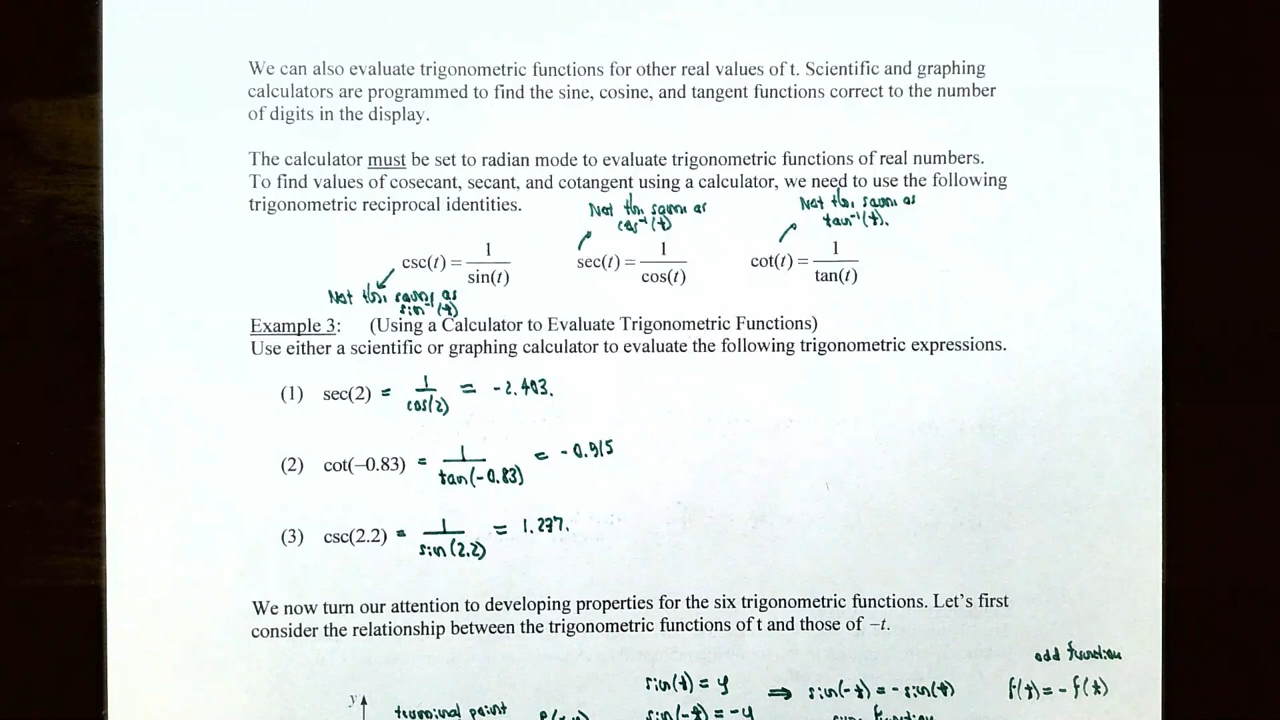 We can also evaluate trigonometric functions for other real values of t. Scientific and graphing
calculators are programmed to find the sine, cosine, and tangent functions correct to the number
of digits in the display.
The calculator must be set to radian mode to evaluate trigonometric functions of real numbers.
To find values of cosecant, secant, and cotangent using a calculator, we need to use the following
trigonometric reciprocal identities.
Not the same as
cos⁻¹(t)
Not the same as
tan⁻¹(t).
csc(t) = 1/sin(t)   sec(t) = 1/cos(t)   cot(t) = 1/tan(t)
Not the same as
sin⁻¹(t)
Example 3: (Using a Calculator to Evaluate Trigonometric Functions)
Use either a scientific or graphing calculator to evaluate the following trigonometric expressions.
(1) sec(2) = 1/cos(2) = -2.403.
(2) cot(−0.83) = 1/tan(-0.83) = -0.915
(3) csc(2.2) = 1/sin(2.2) = 1.237.
We now turn our attention to developing properties for the six trigonometric functions. Let's first
consider the relationship between the trigonometric functions of t and those of −t.
odd function
sin(t) = y ⇒ sin(-t) = -sin(t) f(t) = -f(t)
y
terminal point
sin(-t) = -y
function